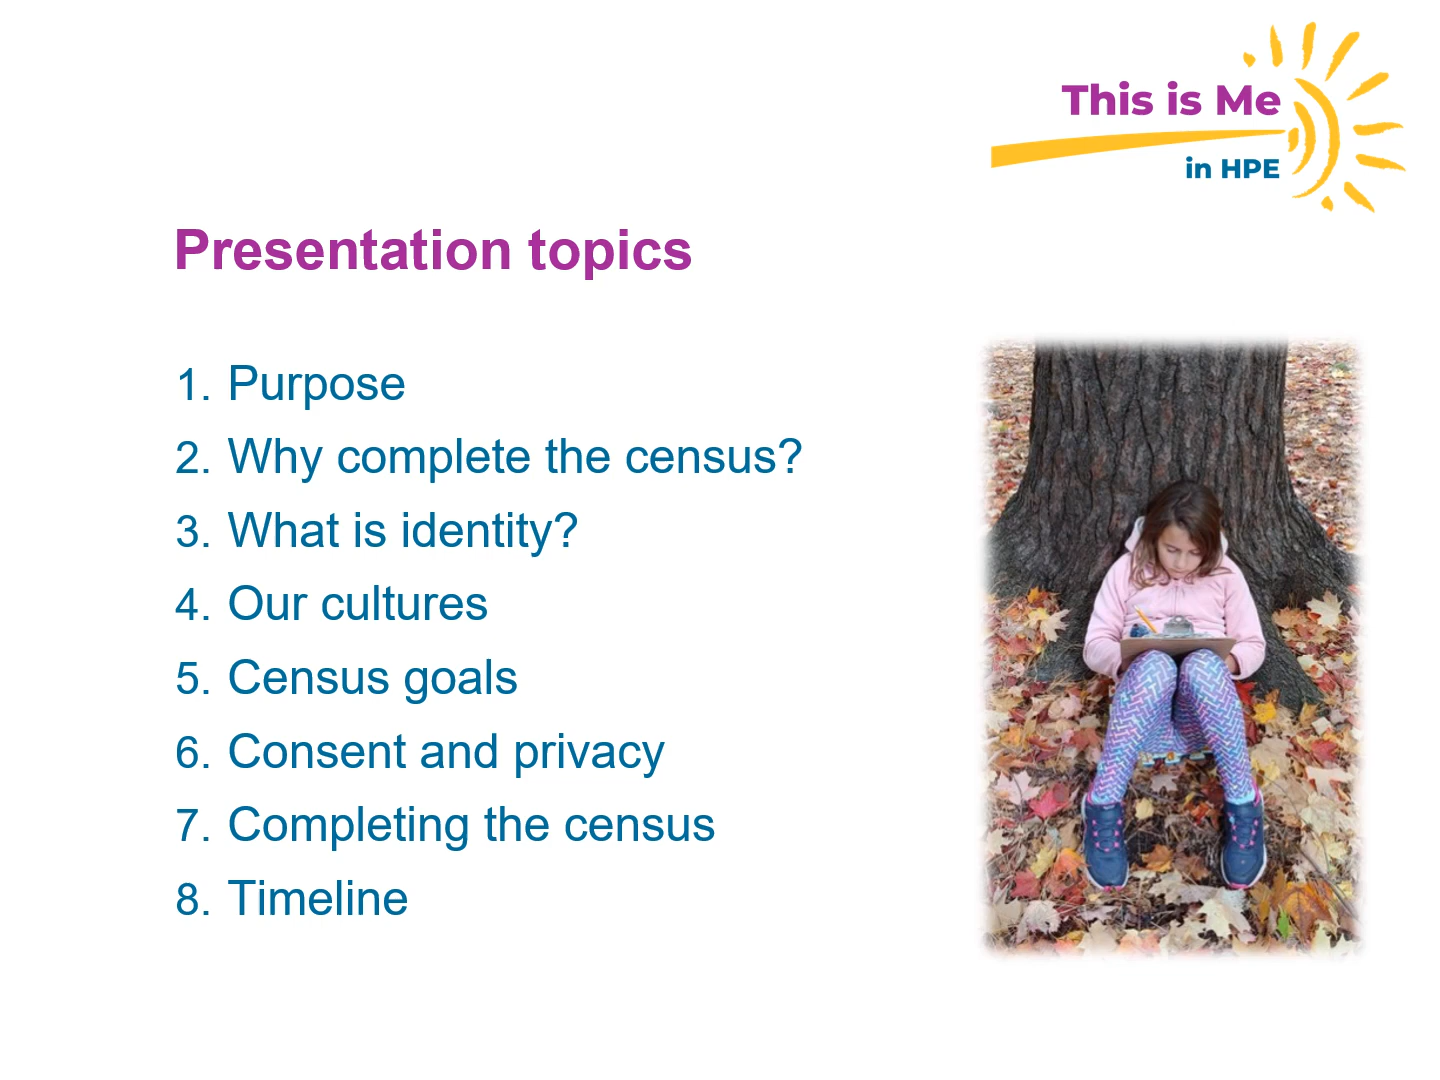 This is Me
in HPE
Presentation topics
1. Purpose
2. Why complete the census?
3. What is identity?
4. Our cultures
5. Census goals
6. Consent and privacy
7. Completing the census
8. Timeline